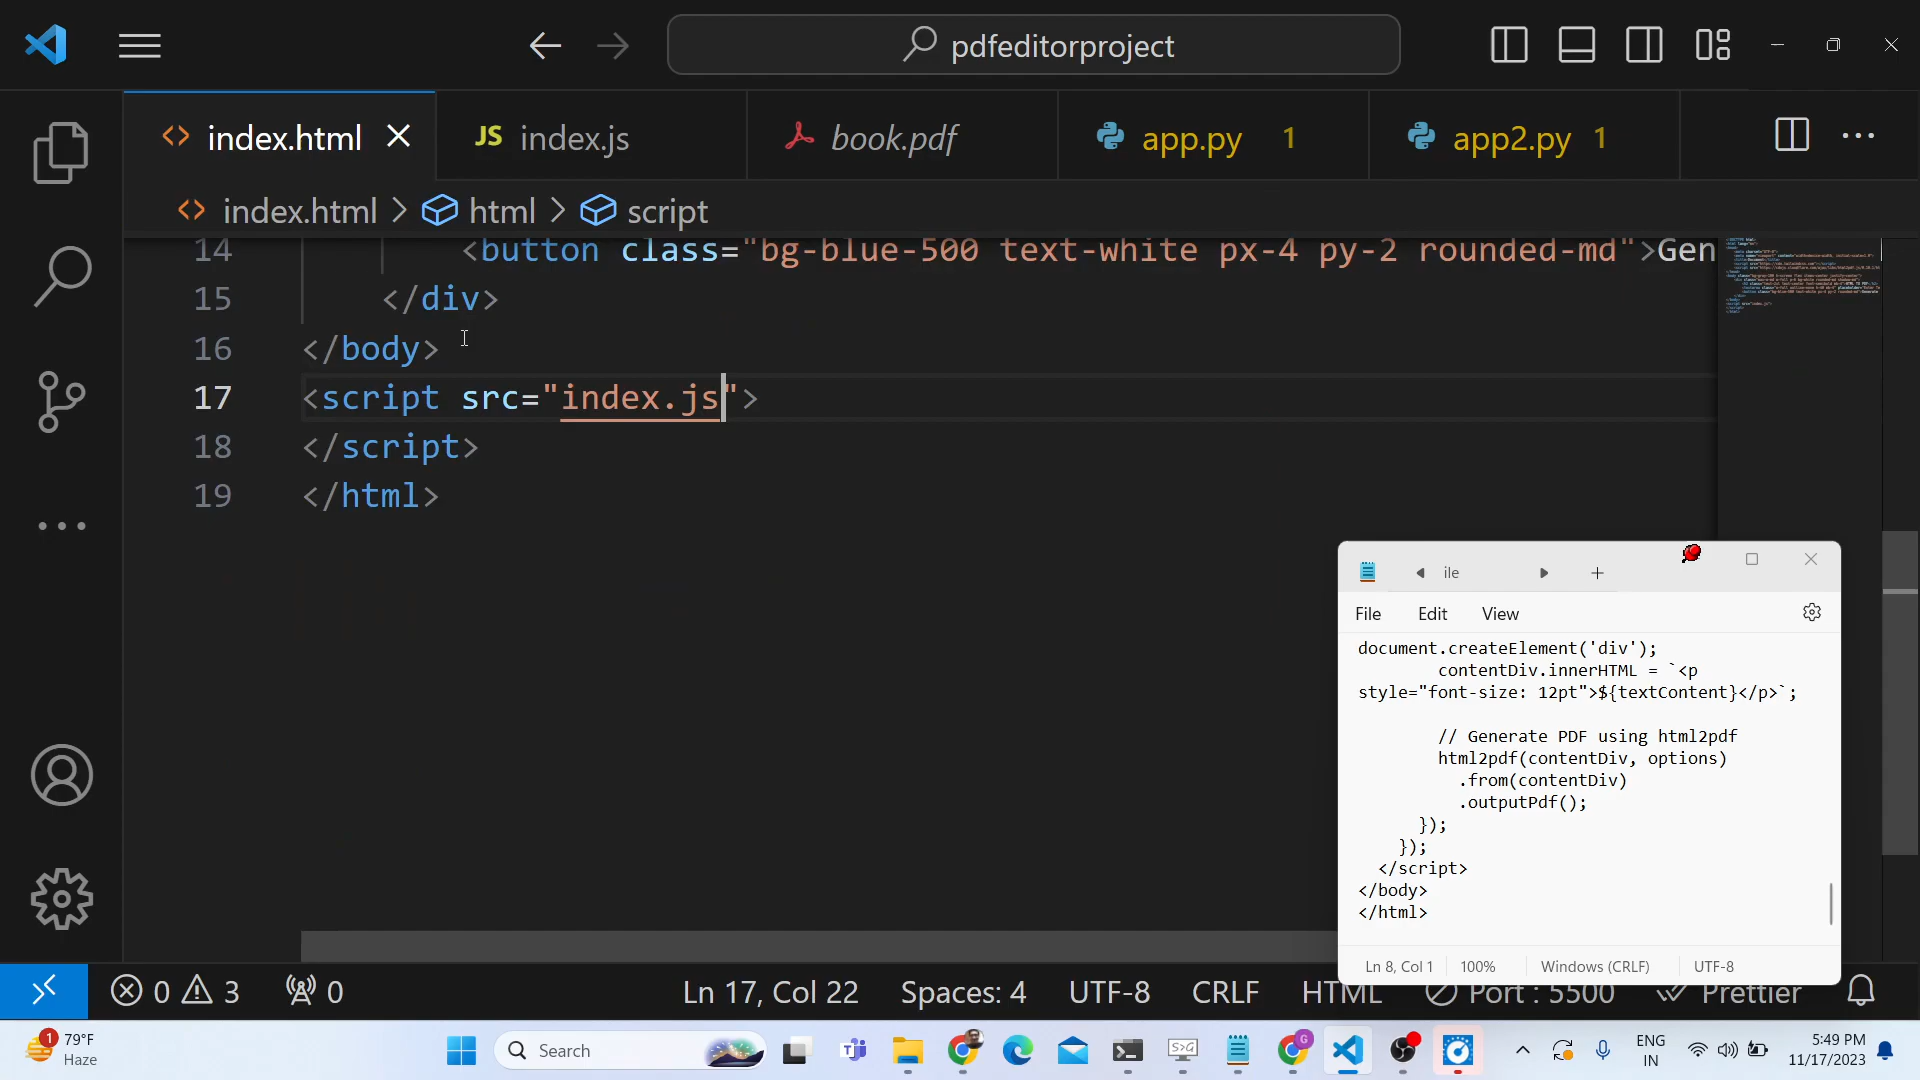 pdfeditorproject
index.html
JS index.js
book.pdf
app.py 1
app2.py 1
index.html > html > script
14 <button class="bg-blue-500 text-white px-4 py-2 rounded-md">Gen
15 </div>
16 </body>
17 <script src="index.js">
18 </script>
19 </html>
ile
File Edit View
document.createElement('div');
contentDiv.innerHTML = `<p
style="font-size: 12pt">${textContent}</p>`;
// Generate PDF using html2pdf
html2pdf(contentDiv, options)
.from(contentDiv)
.outputPdf();
});
});
</script>
</body>
</html>
Ln 8, Col 1 100% Windows (CRLF) UTF-8
0 3 0 Ln 17, Col 22 Spaces: 4 UTF-8 CRLF HTML Port : 5500 Prettier
1 79°F
Haze
Search
ENG
IN
5:49 PM
11/17/2023